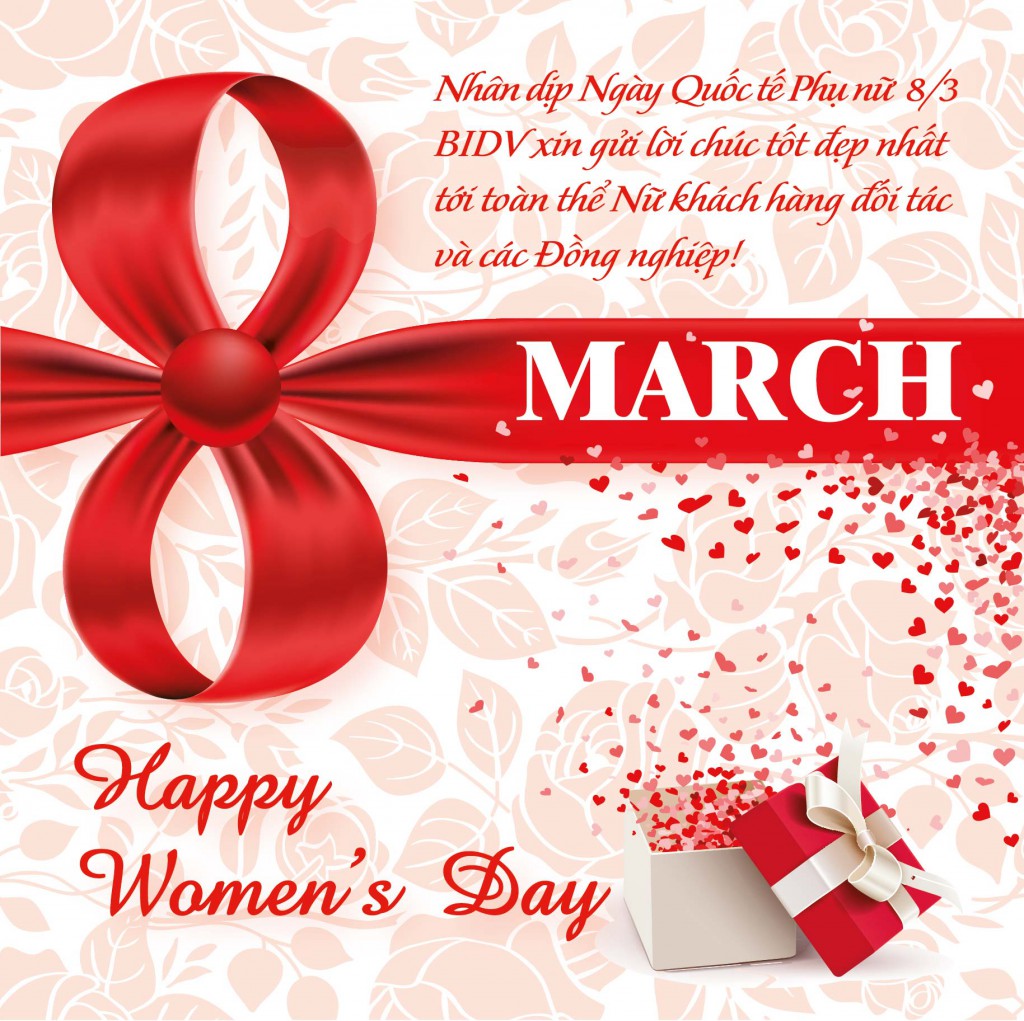 Nhân dịp Ngày Quốc tế Phụ nữ 8/3
BIDV xin gửi lời chúc tốt đẹp nhất
tới toàn thể Nữ khách hàng đối tác
và các Đồng nghiệp!
8 MARCH
Happy
Women's Day